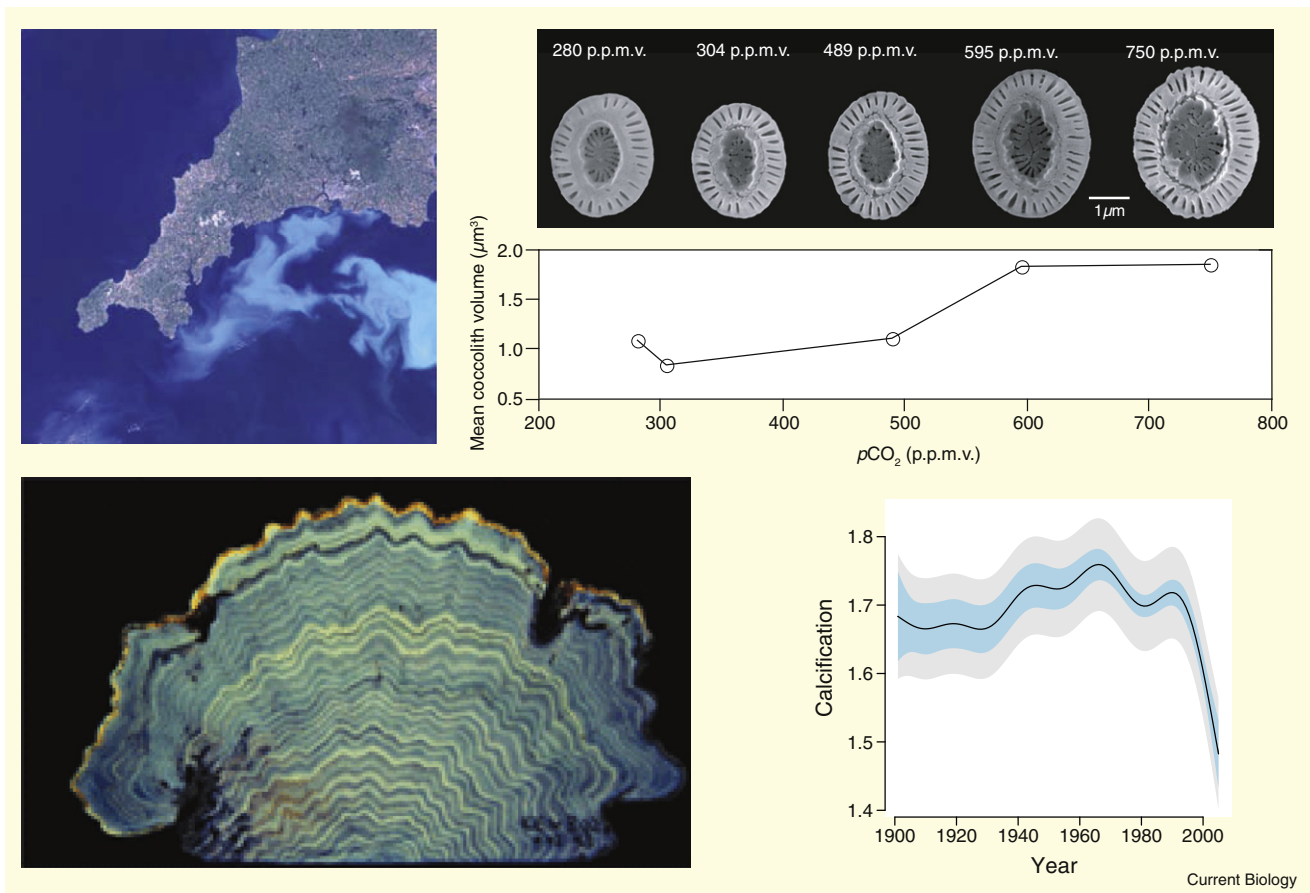 280 p.p.m.v. 304 p.p.m.v. 489 p.p.m.v. 595 p.p.m.v. 750 p.p.m.v.
1 µm
Mean coccolith volume (µm³)
2.0
1.5
1.0
0.5
200 300 400 500 600 700 800
pCO₂ (p.p.m.v.)
Calcification
1.8
1.7
1.6
1.5
1.4
1900 1920 1940 1960 1980 2000
Year
Current Biology